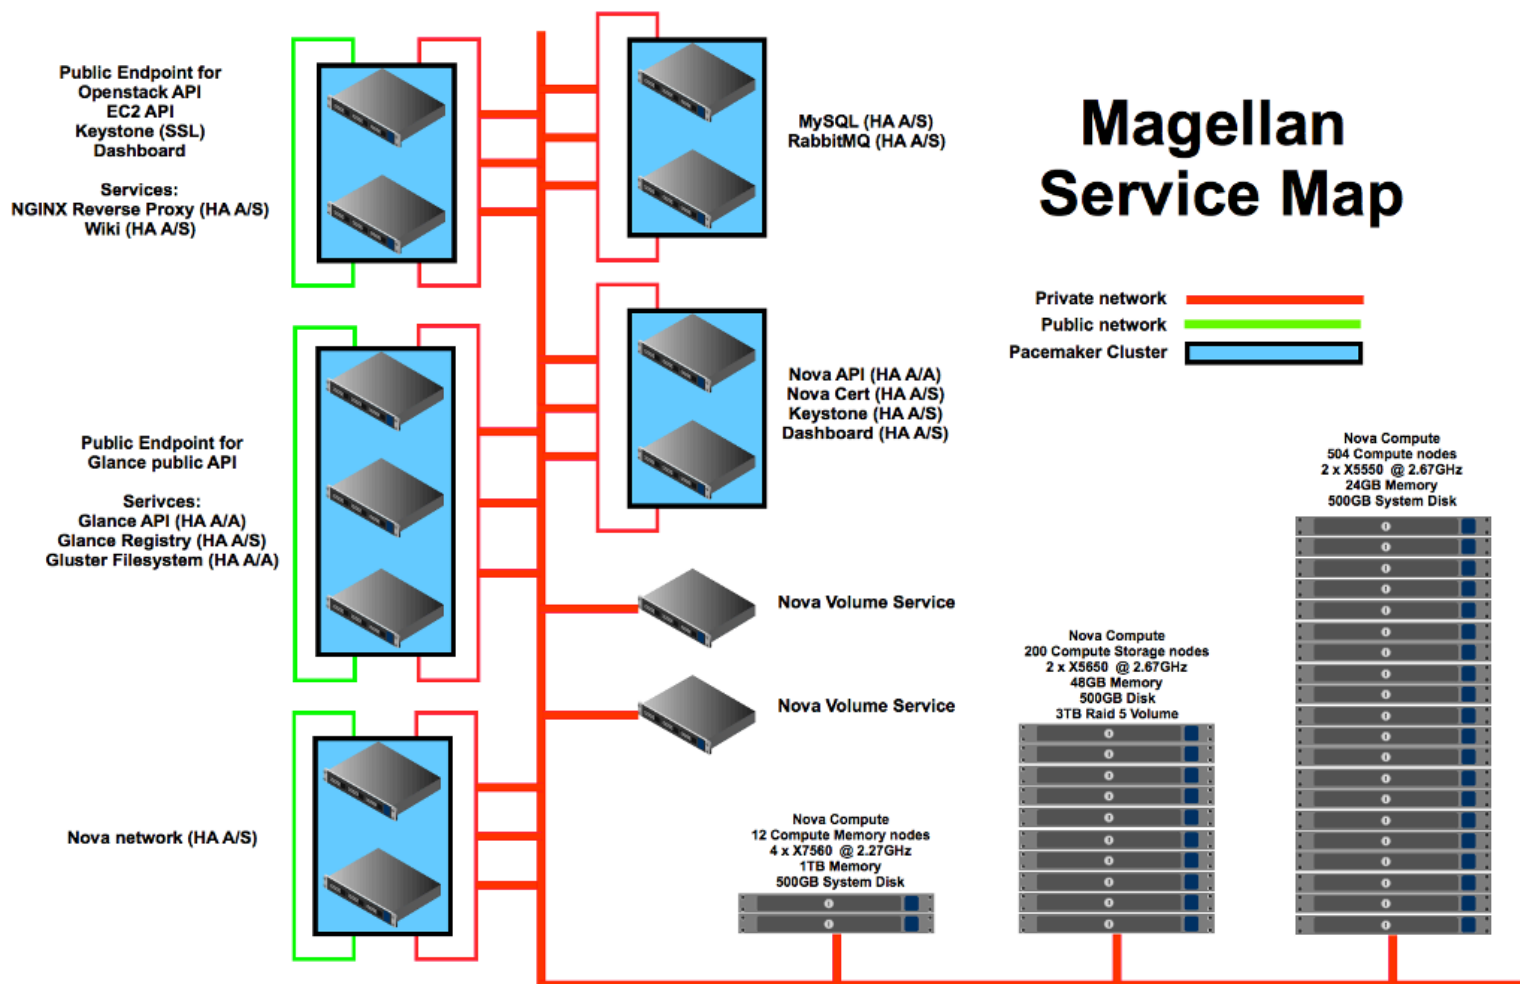 Magellan
Service Map
Public Endpoint for
Openstack API
EC2 API
Keystone (SSL)
Dashboard
Services:
NGINX Reverse Proxy (HA A/S)
Wiki (HA A/S)
MySQL (HA A/S)
RabbitMQ (HA A/S)
Private network
Public network
Pacemaker Cluster
Nova API (HA A/A)
Nova Cert (HA A/S)
Keystone (HA A/S)
Dashboard (HA A/S)
Public Endpoint for
Glance public API
Serivces:
Glance API (HA A/A)
Glance Registry (HA A/S)
Gluster Filesystem (HA A/A)
Nova Volume Service
Nova Volume Service
Nova network (HA A/S)
Nova Compute
12 Compute Memory nodes
4 x X7560 @ 2.27GHz
1TB Memory
500GB System Disk
Nova Compute
200 Compute Storage nodes
2 x X5650 @ 2.67GHz
48GB Memory
500GB Disk
3TB Raid 5 Volume
Nova Compute
504 Compute nodes
2 x X5550 @ 2.67GHz
24GB Memory
500GB System Disk